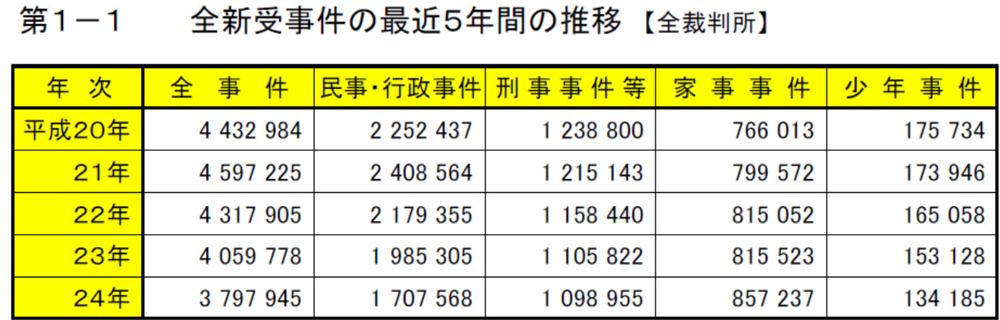 第1－1　全新受事件の最近5年間の推移【全裁判所】
年次　全事件　民事・行政事件　刑事事件等　家事事件　少年事件
平成20年　4 432 984　2 252 437　1 238 800　766 013　175 734
21年　4 597 225　2 408 564　1 215 143　799 572　173 946
22年　4 317 905　2 179 355　1 158 440　815 052　165 058
23年　4 059 778　1 985 305　1 105 822　815 523　153 128
24年　3 797 945　1 707 568　1 098 955　857 237　134 185